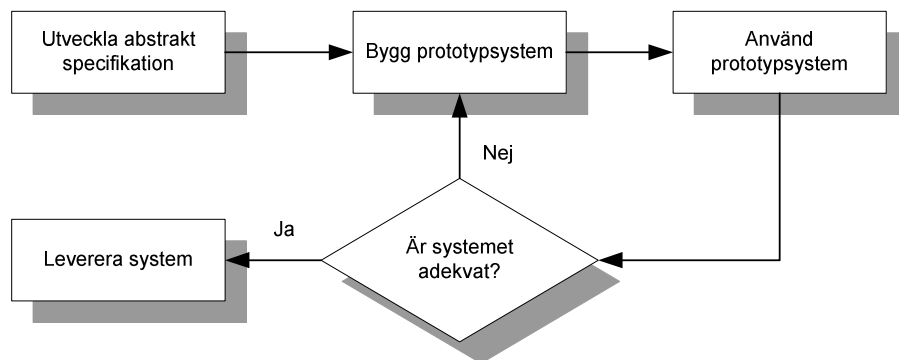 Utveckla abstrakt
specifikation
Bygg prototypsystem
Använd
prototypsystem
Nej
Ja
Är systemet
adekvat?
Leverera system